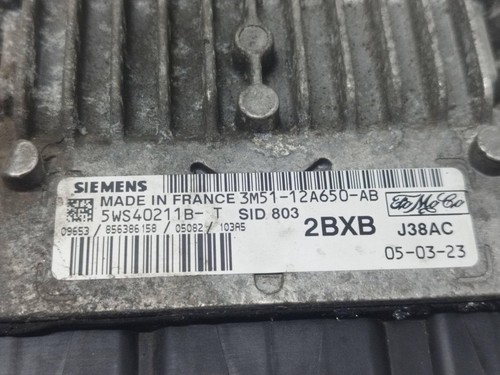 SIEMENS
MADE IN FRANCE 3M51-12A650-AB
5WS40211B- T SID 803
2BXB
FoMoCo
J38AC
09653 / 856386158 / 05082 / 103A5
05-03-23